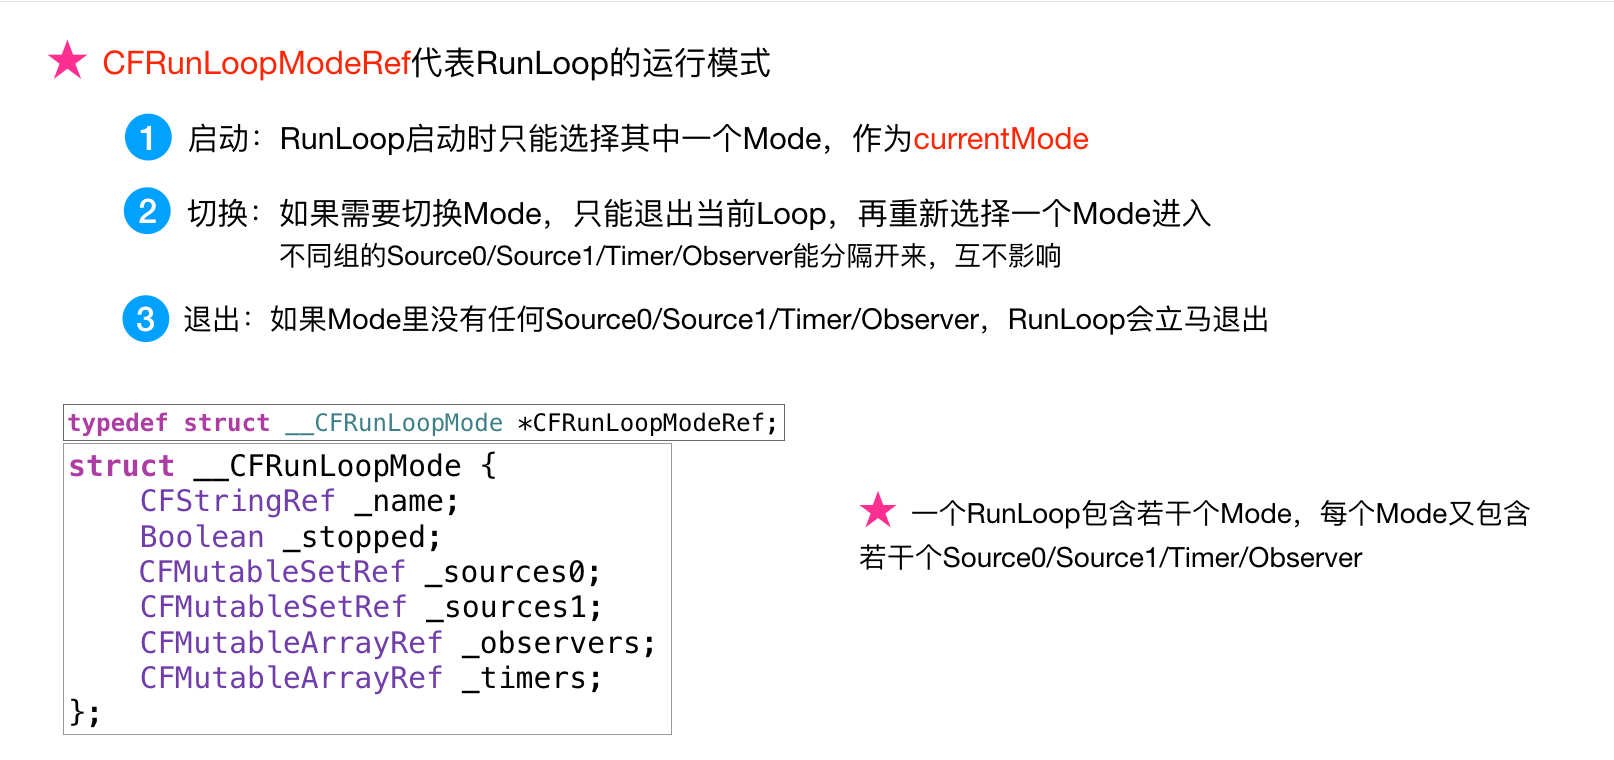 ★ CFRunLoopModeRef代表RunLoop的运行模式
1 启动：RunLoop启动时只能选择其中一个Mode，作为currentMode
2 切换：如果需要切换Mode，只能退出当前Loop，再重新选择一个Mode进入
不同组的Source0/Source1/Timer/Observer能分隔开来，互不影响
3 退出：如果Mode里没有任何Source0/Source1/Timer/Observer，RunLoop会立马退出
typedef struct __CFRunLoopMode *CFRunLoopModeRef;
struct __CFRunLoopMode {
    CFStringRef _name;
    Boolean _stopped;
    CFMutableSetRef _sources0;
    CFMutableSetRef _sources1;
    CFMutableArrayRef _observers;
    CFMutableArrayRef _timers;
};
★ 一个RunLoop包含若干个Mode，每个Mode又包含
若干个Source0/Source1/Timer/Observer